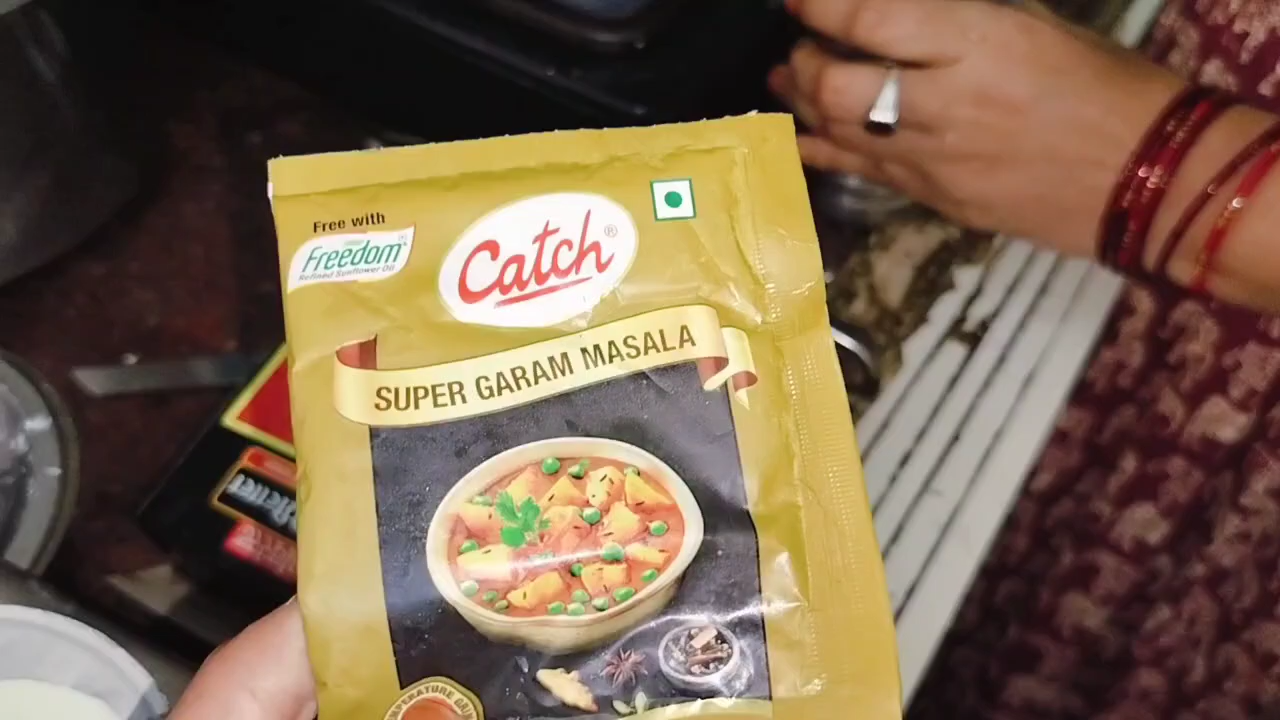 Free with
Freedom
Refined Sunflower Oil
Catch®
SUPER GARAM MASALA